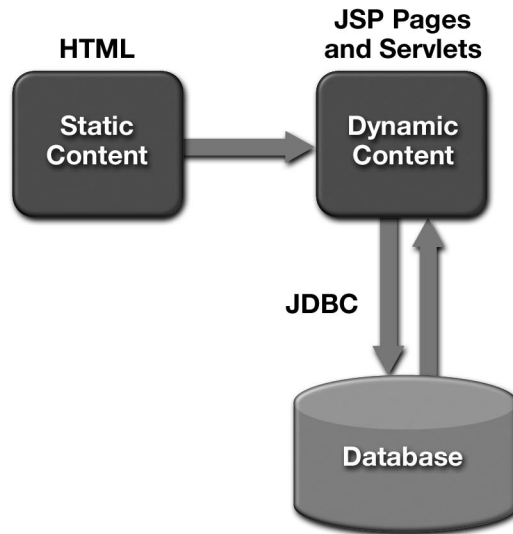 HTML
JSP Pages
and Servlets
Static
Content
Dynamic
Content
JDBC
Database